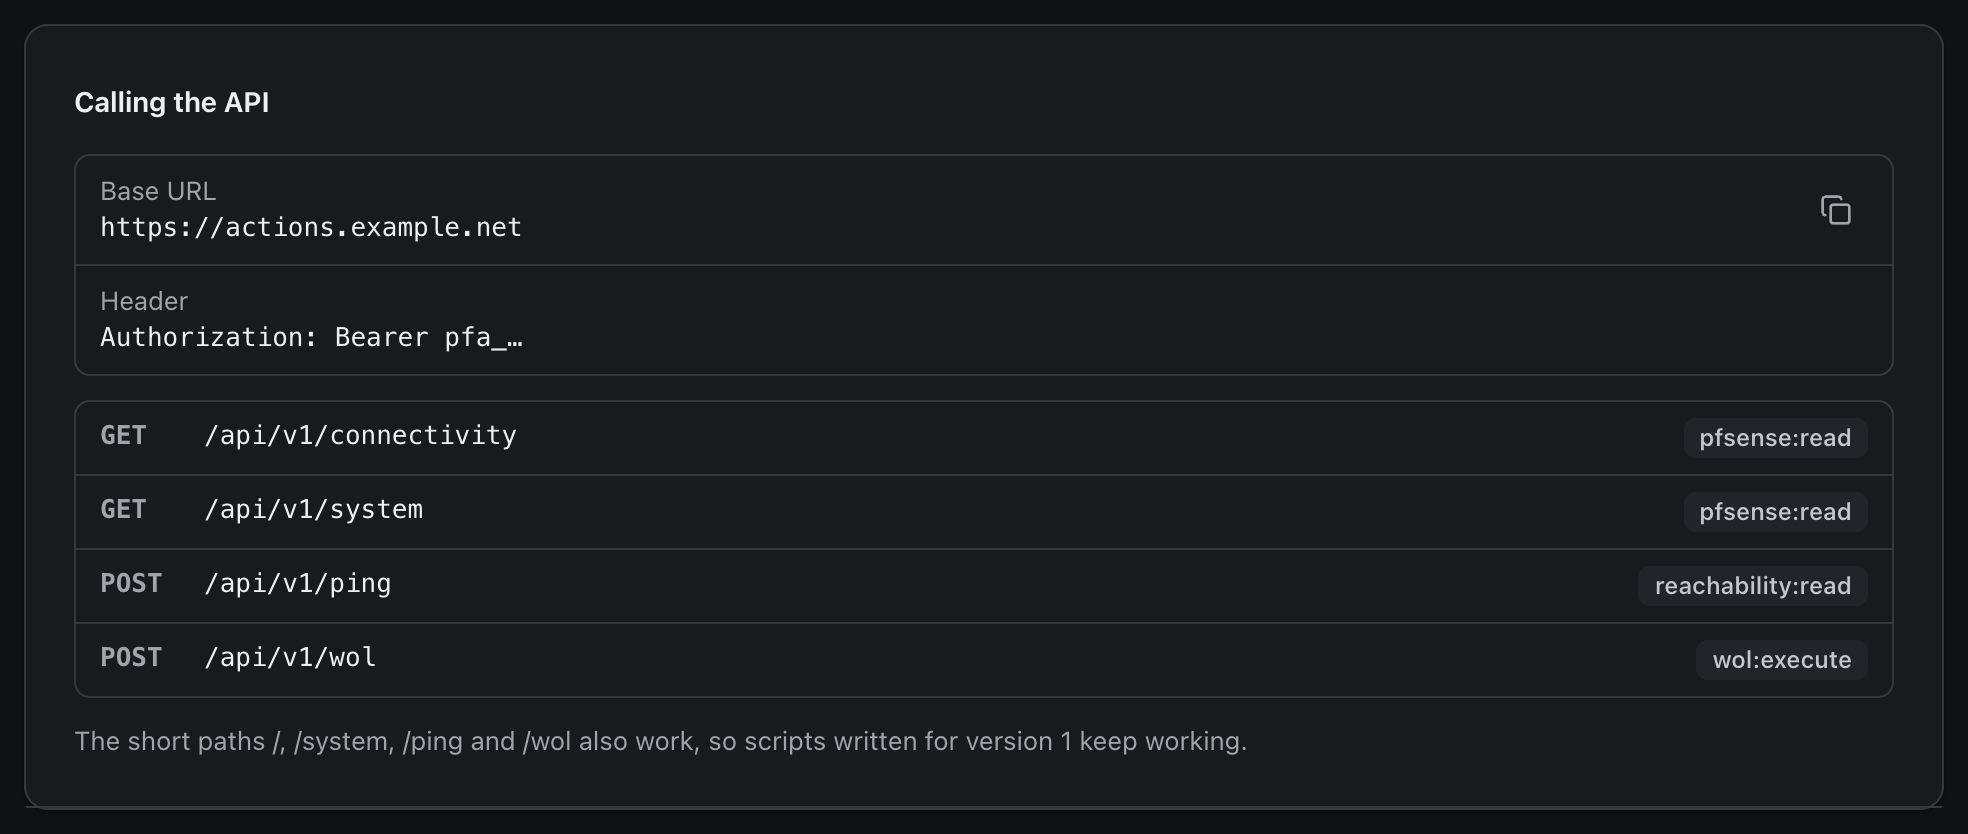 Calling the API
Base URL
https://actions.example.net
Header
Authorization: Bearer pfa_…
GET /api/v1/connectivity pfsense:read
GET /api/v1/system pfsense:read
POST /api/v1/ping reachability:read
POST /api/v1/wol wol:execute
The short paths /, /system, /ping and /wol also work, so scripts written for version 1 keep working.